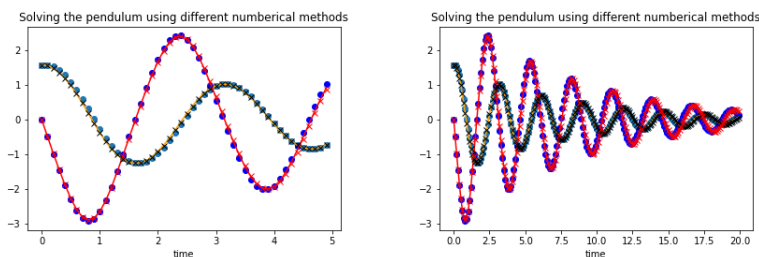 Solving the pendulum using different numberical methods
2
1
0
−1
−2
−3
0 1 2 3 4 5
time
Solving the pendulum using different numberical methods
2
1
0
−1
−2
−3
0.0 2.5 5.0 7.5 10.0 12.5 15.0 17.5 20.0
time